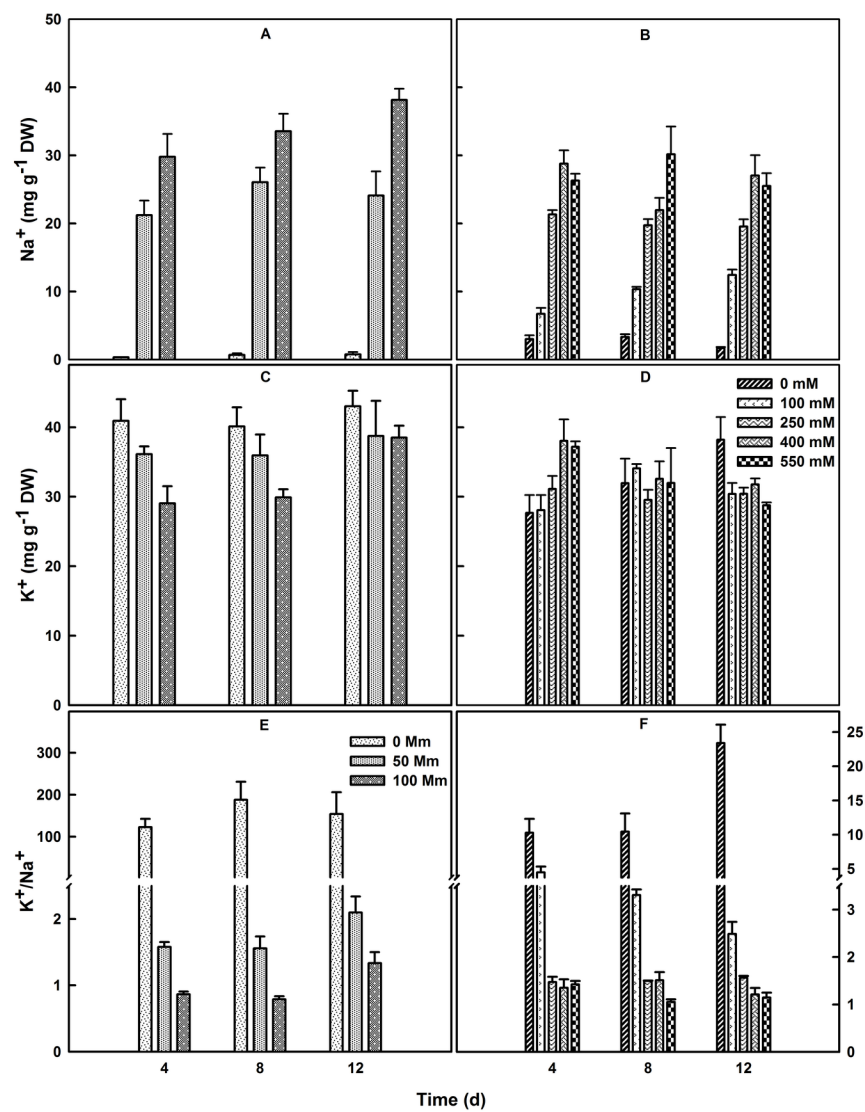 A
B
50
40
30
20
10
0
Na+ (mg g-1 DW)
C
D
0 mM
100 mM
250 mM
400 mM
550 mM
40
30
20
10
0
K+ (mg g-1 DW)
E
F
0 Mm
50 Mm
100 Mm
300
200
100
2
1
0
K+/Na+
25
20
15
10
5
3
2
1
0
4 8 12 4 8 12
Time (d)